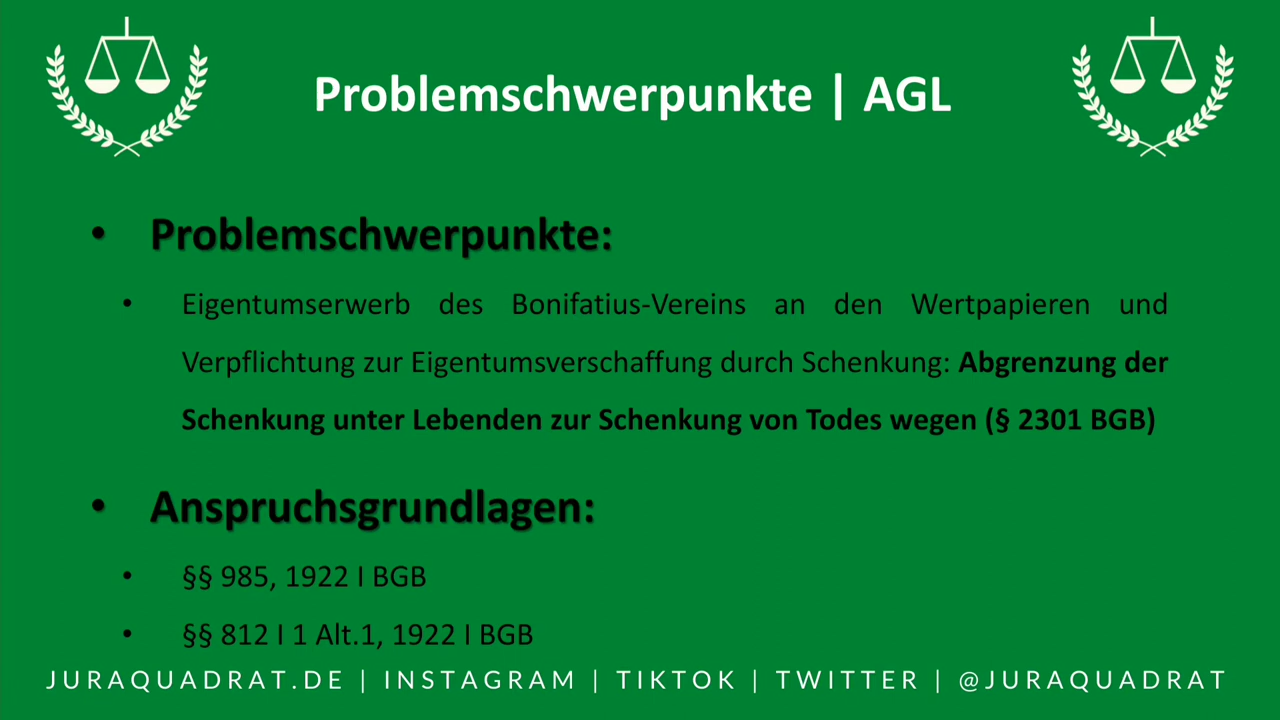 Problemschwerpunkte | AGL
• Problemschwerpunkte:
• Eigentumserwerb des Bonifatius-Vereins an den Wertpapieren und
Verpflichtung zur Eigentumsverschaffung durch Schenkung: Abgrenzung der
Schenkung unter Lebenden zur Schenkung von Todes wegen (§ 2301 BGB)
• Anspruchsgrundlagen:
• §§ 985, 1922 I BGB
• §§ 812 I 1 Alt.1, 1922 I BGB
JURAQUADRAT.DE | INSTAGRAM | TIKTOK | TWITTER | @JURAQUADRAT